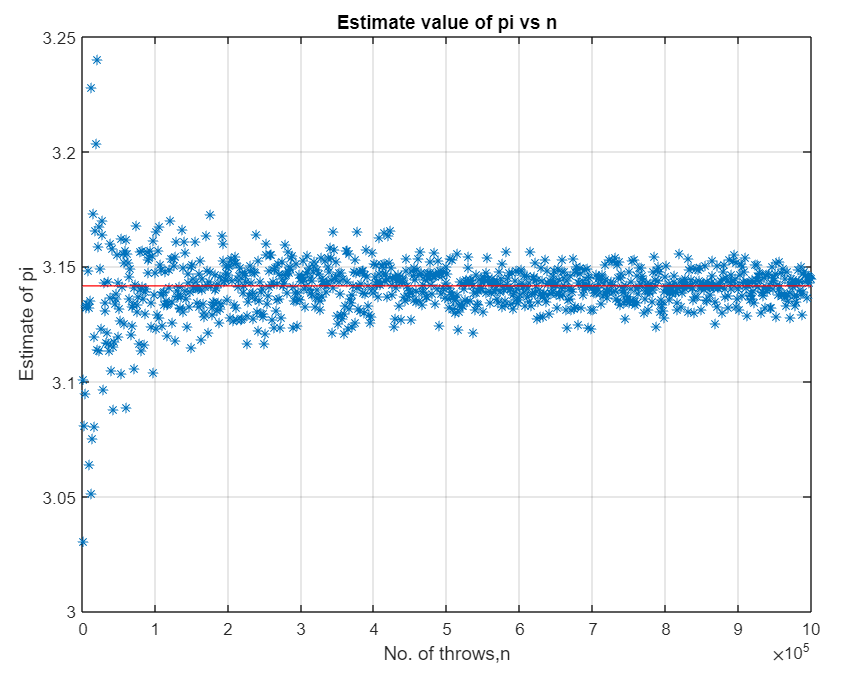 Estimate value of pi vs n
3.25
3.2
3.15
3.1
3.05
3
Estimate of pi
0 1 2 3 4 5 6 7 8 9 10
No. of throws,n
×10⁵